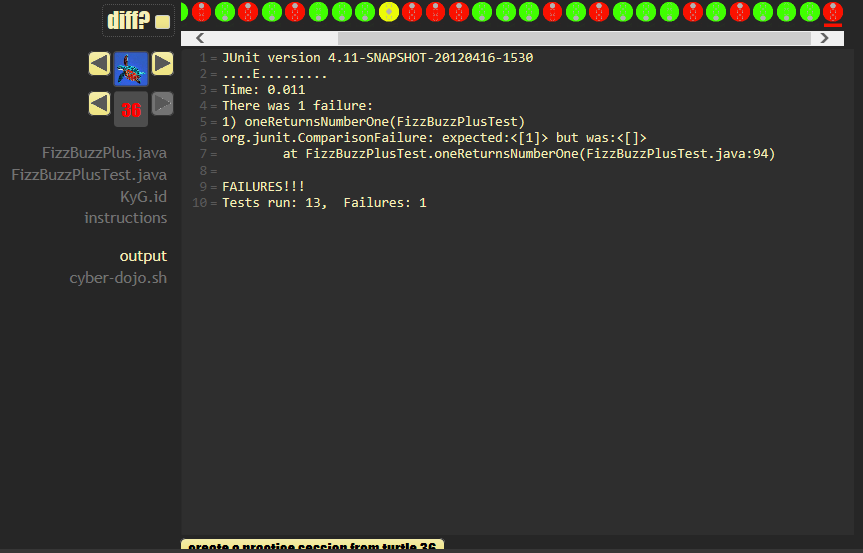 diff?
36
FizzBuzzPlus.java
FizzBuzzPlusTest.java
KyG.id
instructions
output
cyber-dojo.sh
1 = JUnit version 4.11-SNAPSHOT-20120416-1530
2 = ....E.........
3 = Time: 0.011
4 = There was 1 failure:
5 = 1) oneReturnsNumberOne(FizzBuzzPlusTest)
6 = org.junit.ComparisonFailure: expected:<[1]> but was:<[]>
7 = at FizzBuzzPlusTest.oneReturnsNumberOne(FizzBuzzPlusTest.java:94)
8 =
9 = FAILURES!!!
10 = Tests run: 13,  Failures: 1
create a practice session from turtle 36